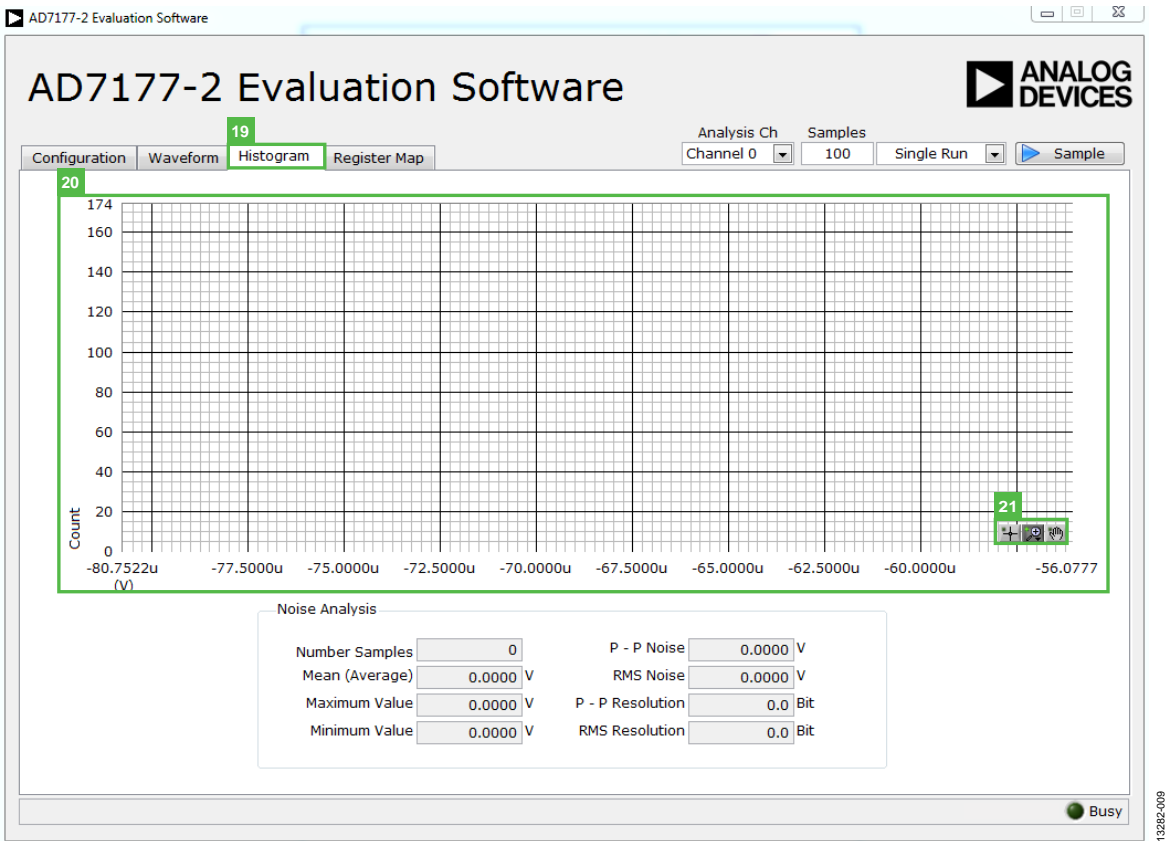 AD7177-2 Evaluation Software
AD7177-2 Evaluation Software
ANALOG
DEVICES
19
Analysis Ch Samples
Configuration Waveform Histogram Register Map
Channel 0 100 Single Run Sample
20
174
160
140
120
100
80
60
40
20
0
Count
21
-80.7522u -77.5000u -75.0000u -72.5000u -70.0000u -67.5000u -65.0000u -62.5000u -60.0000u -56.0777
(V)
Noise Analysis
Number Samples 0
Mean (Average) 0.0000 V
Maximum Value 0.0000 V
Minimum Value 0.0000 V
P - P Noise 0.0000 V
RMS Noise 0.0000 V
P - P Resolution 0.0 Bit
RMS Resolution 0.0 Bit
Busy
13282-009